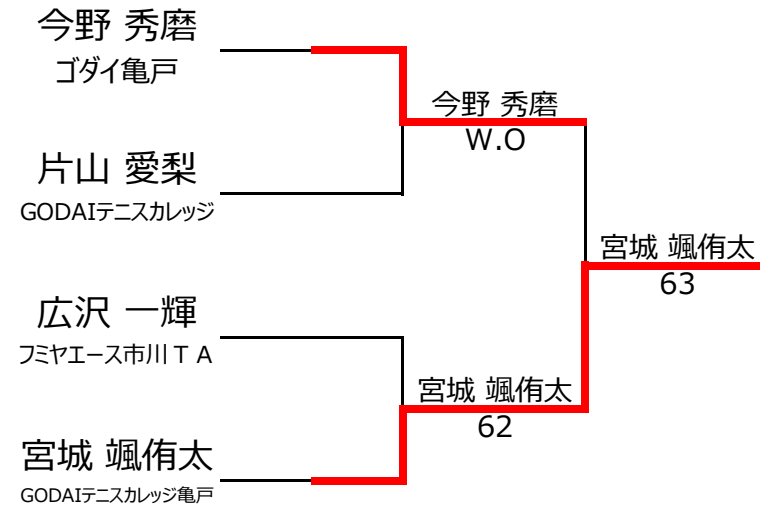 今野 秀磨
ゴダイ亀戸
今野 秀磨
W.O
片山 愛梨
GODAIテニスカレッジ
宮城 颯侑太
63
広沢 一輝
フミヤエース市川ＴＡ
宮城 颯侑太
62
宮城 颯侑太
GODAIテニスカレッジ亀戸